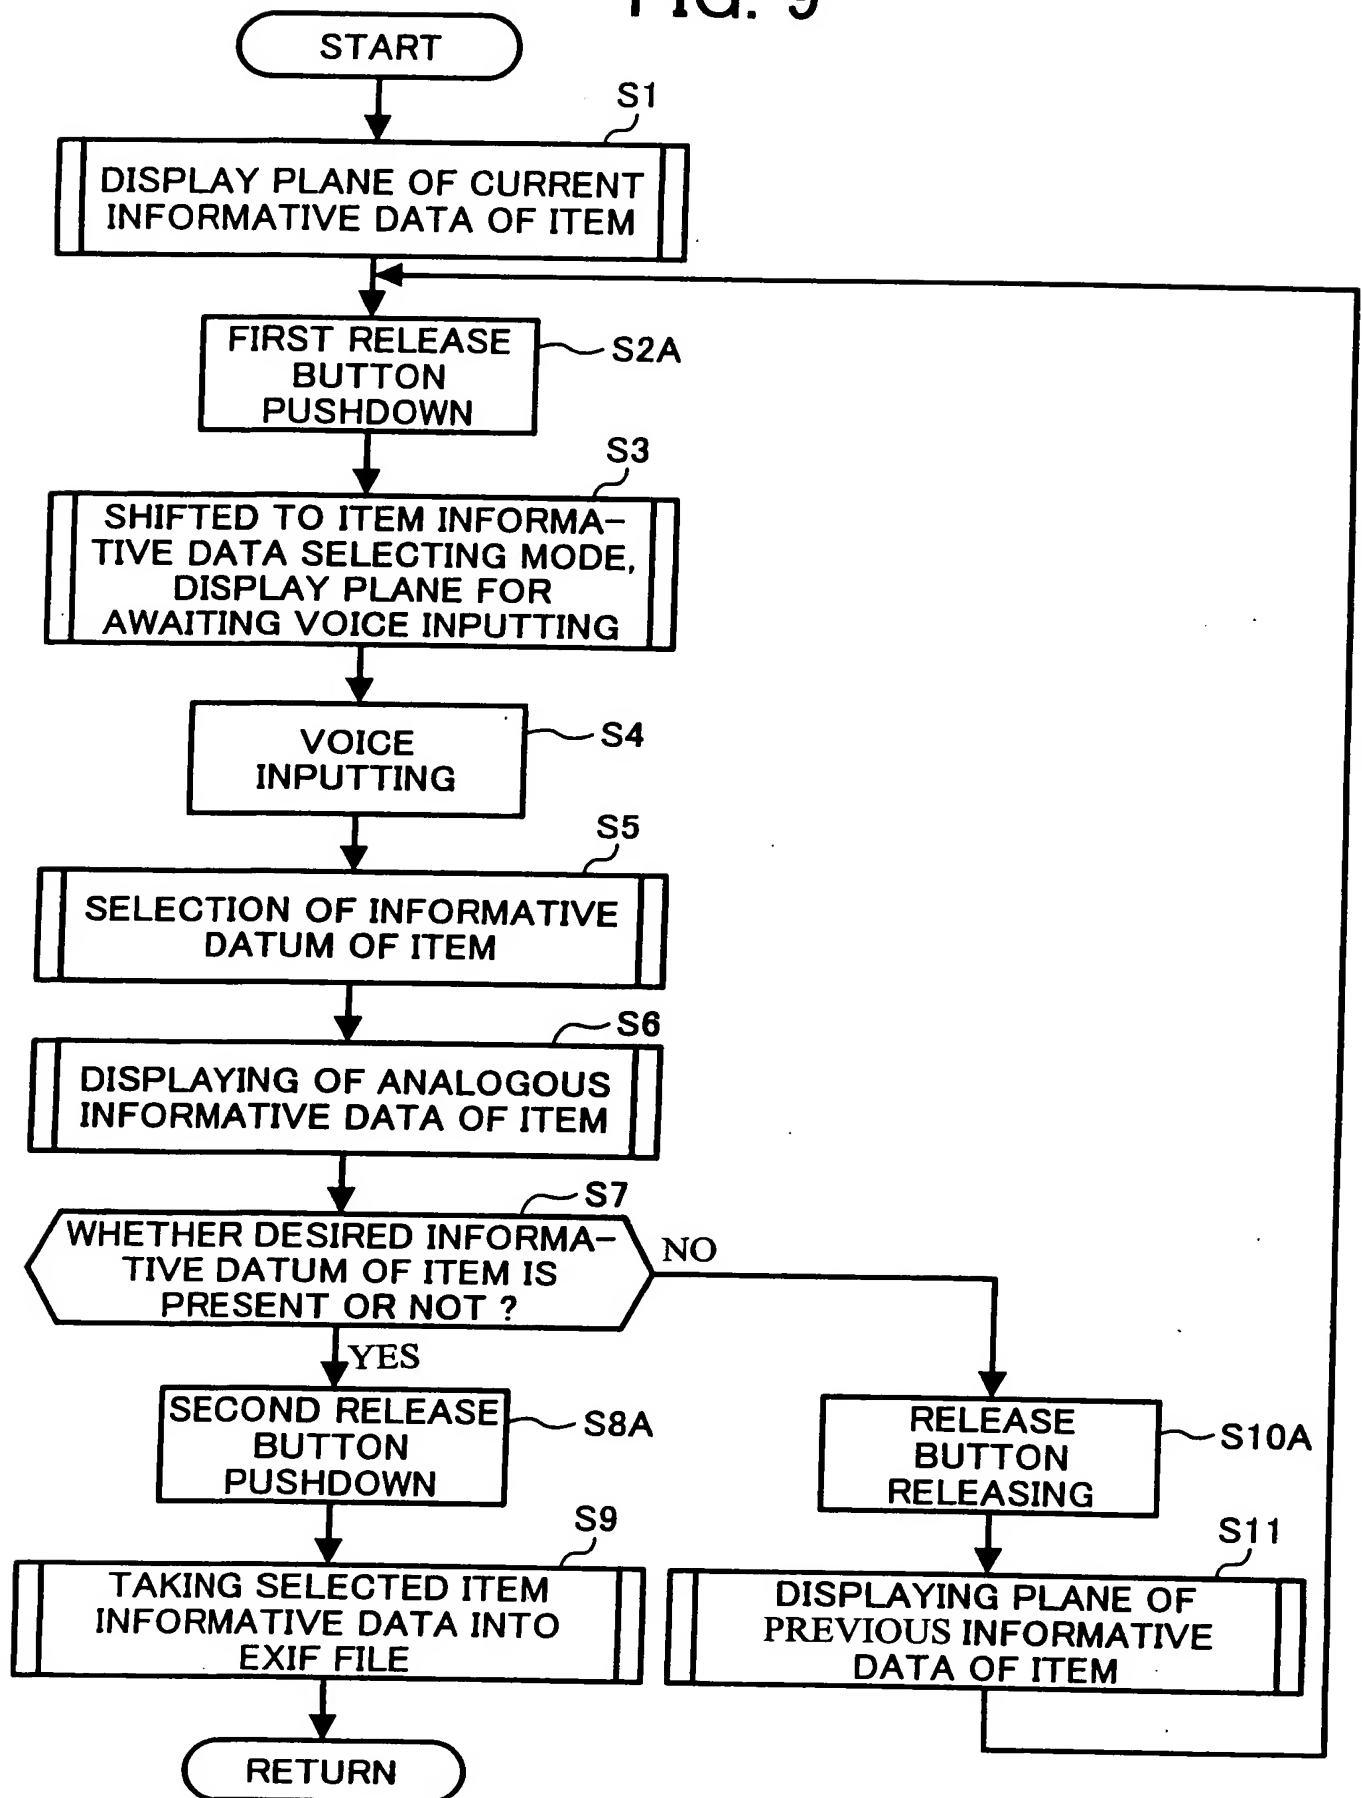 FIG. 9
START
S1
DISPLAY PLANE OF CURRENT
INFORMATIVE DATA OF ITEM
FIRST RELEASE
BUTTON
PUSHDOWN
S2A
S3
SHIFTED TO ITEM INFORMA-
TIVE DATA SELECTING MODE,
DISPLAY PLANE FOR
AWAITING VOICE INPUTTING
VOICE
INPUTTING
S4
S5
SELECTION OF INFORMATIVE
DATUM OF ITEM
S6
DISPLAYING OF ANALOGOUS
INFORMATIVE DATA OF ITEM
S7
WHETHER DESIRED INFORMA-
TIVE DATUM OF ITEM IS
PRESENT OR NOT ?
NO
YES
SECOND RELEASE
BUTTON
PUSHDOWN
S8A
RELEASE
BUTTON
RELEASING
S10A
S9
TAKING SELECTED ITEM
INFORMATIVE DATA INTO
EXIF FILE
S11
DISPLAYING PLANE OF
PREVIOUS INFORMATIVE
DATA OF ITEM
RETURN